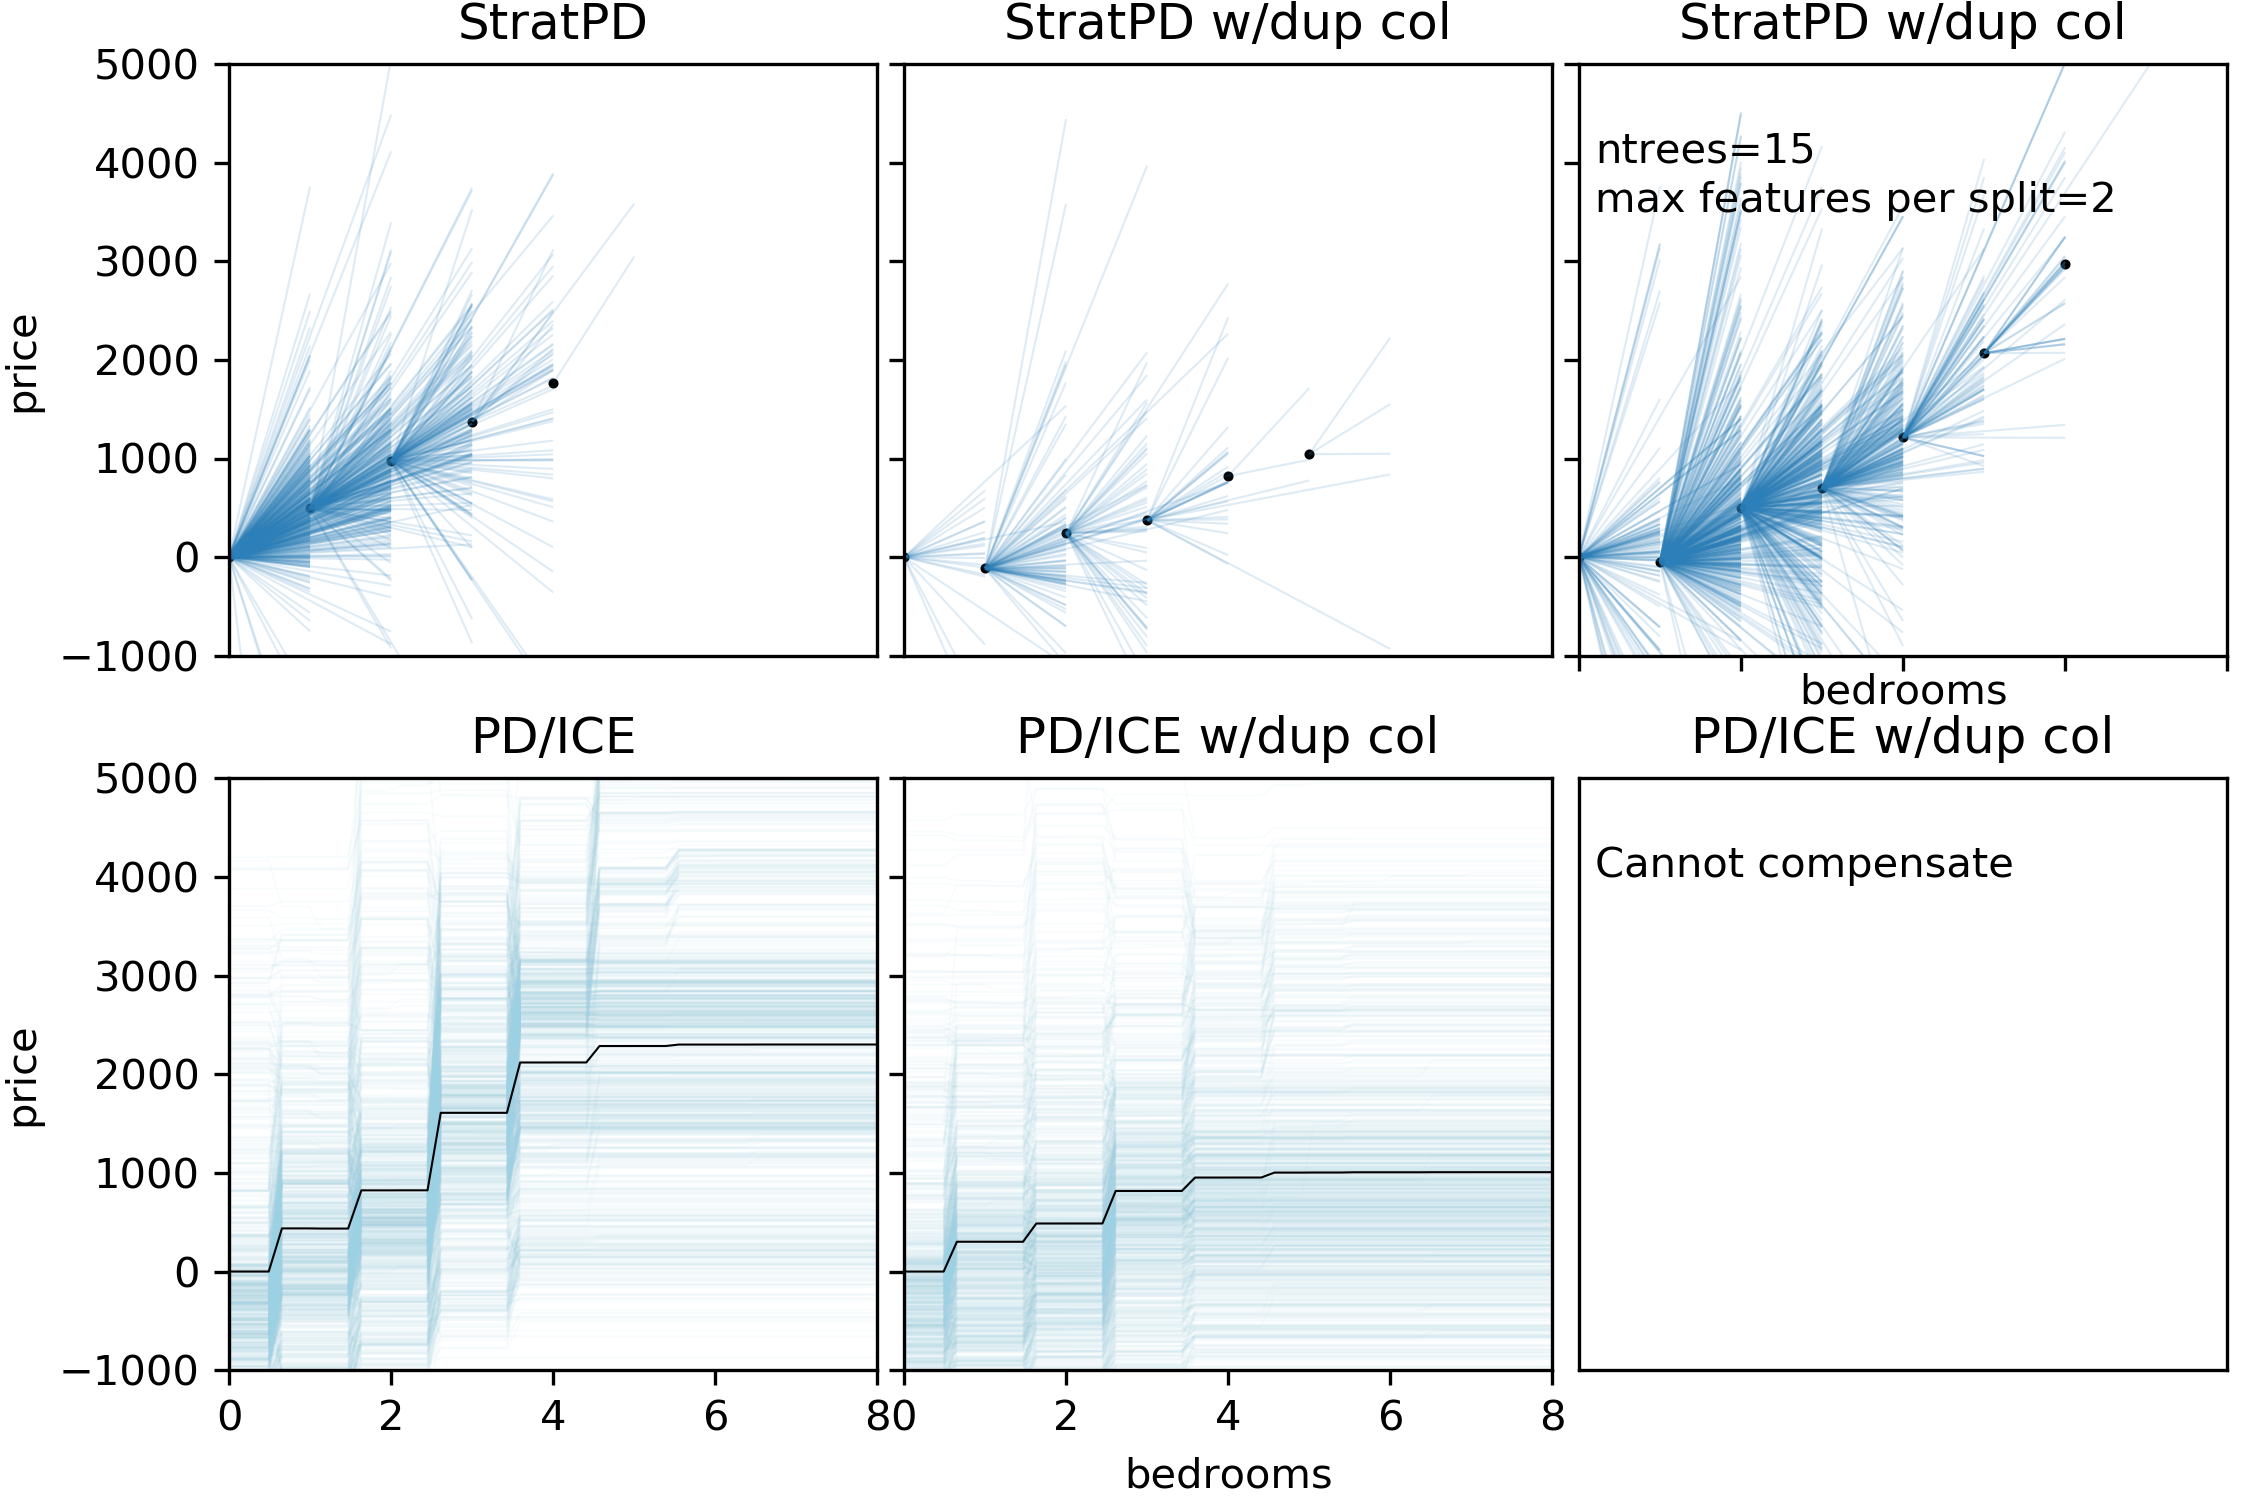 StratPD
StratPD w/dup col
StratPD w/dup col
5000
4000
3000
2000
1000
0
−1000
price
ntrees=15
max features per split=2
bedrooms
PD/ICE
PD/ICE w/dup col
PD/ICE w/dup col
5000
4000
3000
2000
1000
0
−1000
price
Cannot compensate
0 2 4 6 8
0 2 4 6 8
bedrooms